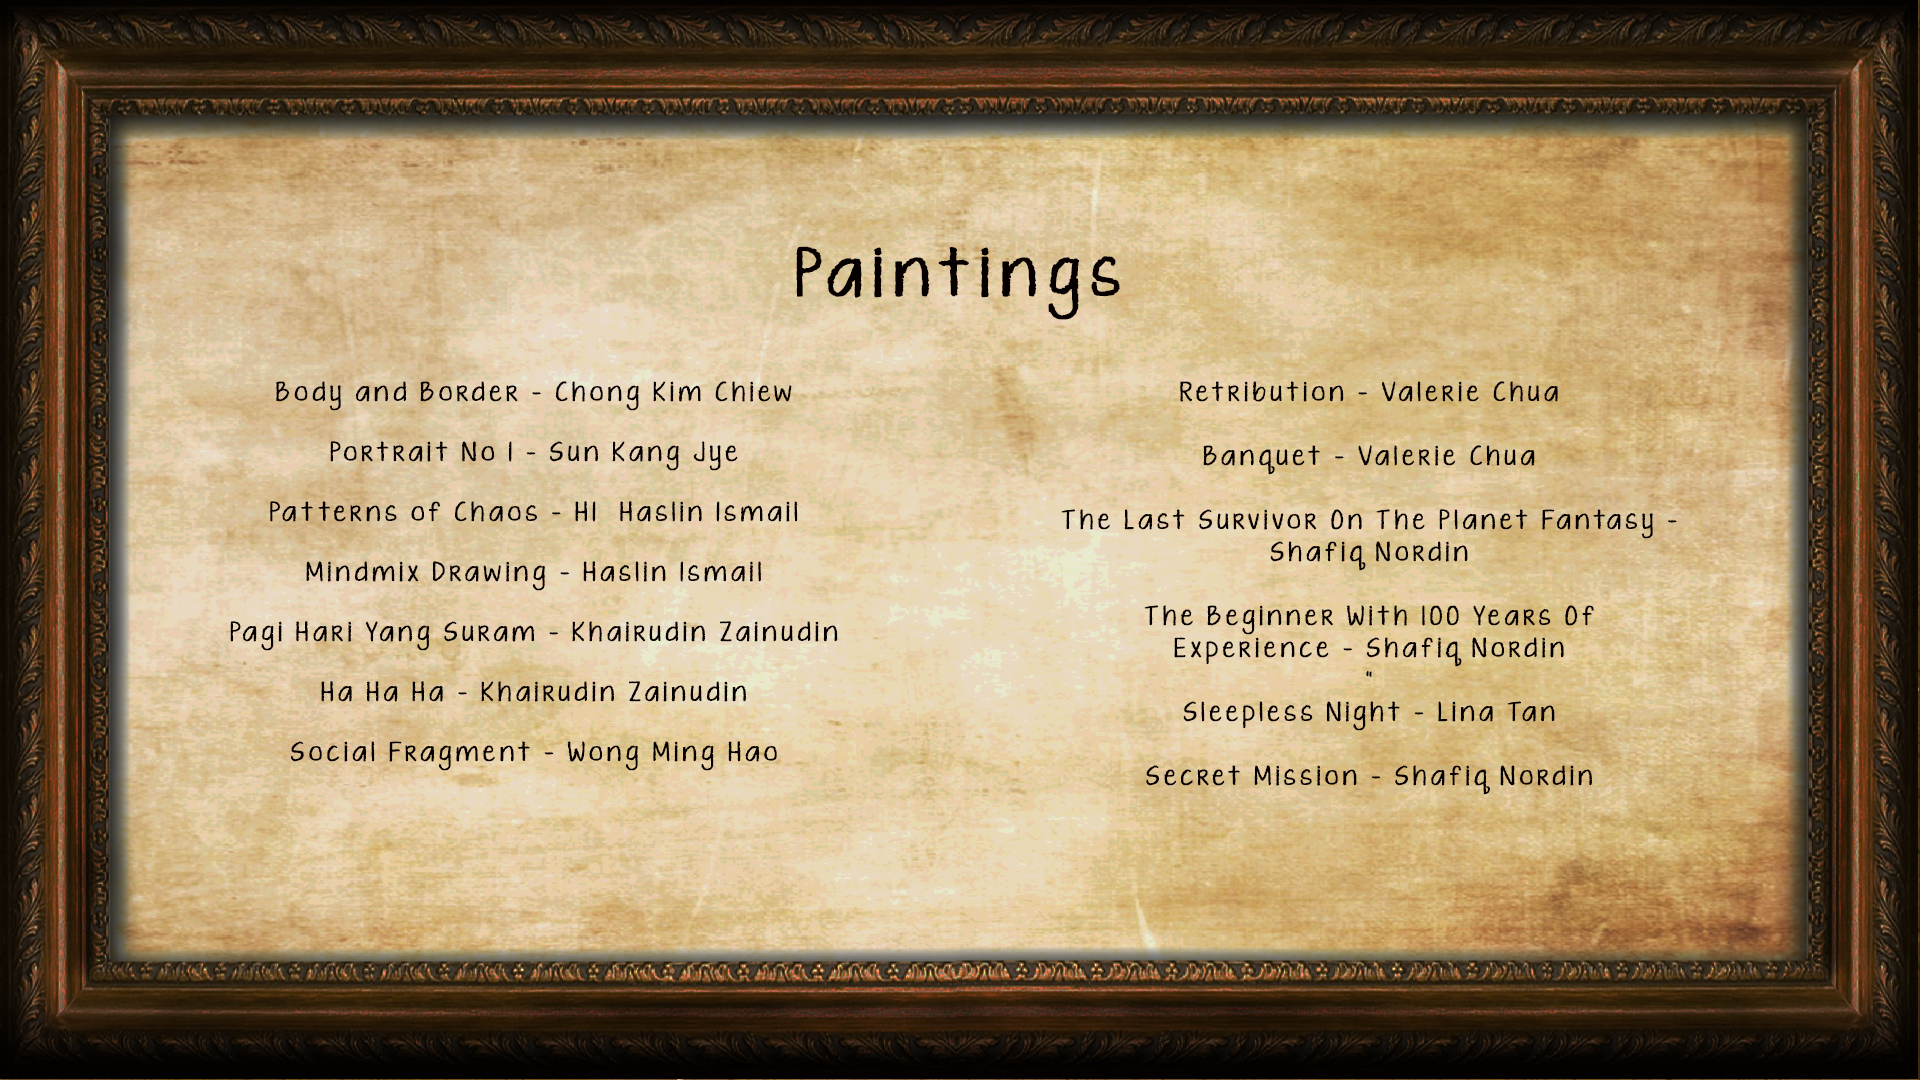 Paintings
Body and Border - Chong Kim Chiew
Portrait No 1 - Sun Kang Jye
Patterns of Chaos - HI  Haslin Ismail
Mindmix Drawing - Haslin Ismail
Pagi Hari Yang Suram - Khairudin Zainudin
Ha Ha Ha - Khairudin Zainudin
Social Fragment - Wong Ming Hao
Retribution - Valerie Chua
Banquet - Valerie Chua
The Last Survivor On The Planet Fantasy -
Shafiq Nordin
The Beginner With 100 Years Of
Experience - Shafiq Nordin
“
Sleepless Night - Lina Tan
Secret Mission - Shafiq Nordin